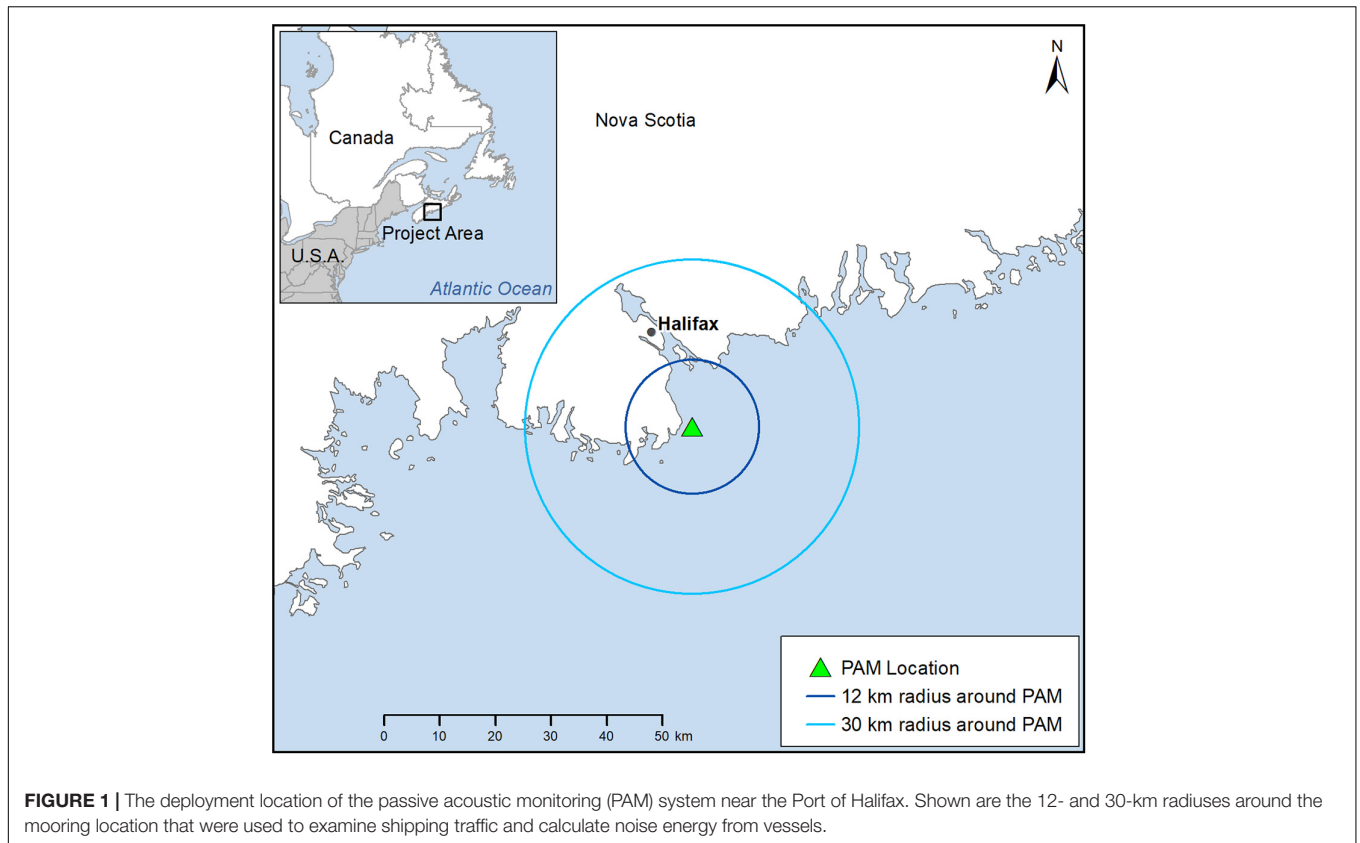 N
Nova Scotia
Canada
Project Area
U.S.A.
Atlantic Ocean
Halifax
PAM Location
12 km radius around PAM
30 km radius around PAM
0 10 20 30 40 50 km
FIGURE 1 | The deployment location of the passive acoustic monitoring (PAM) system near the Port of Halifax. Shown are the 12- and 30-km radiuses around the
mooring location that were used to examine shipping traffic and calculate noise energy from vessels.